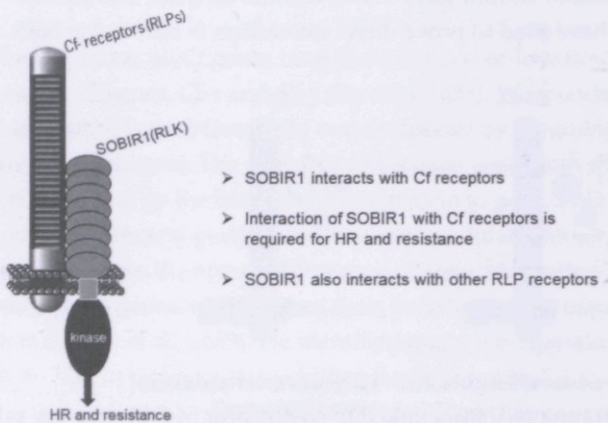 Cf- receptors (RLPs)
SOBIR1(RLK)
➤ SOBIR1 interacts with Cf receptors
➤ Interaction of SOBIR1 with Cf receptors is
required for HR and resistance
➤ SOBIR1 also interacts with other RLP receptors
kinase
HR and resistance